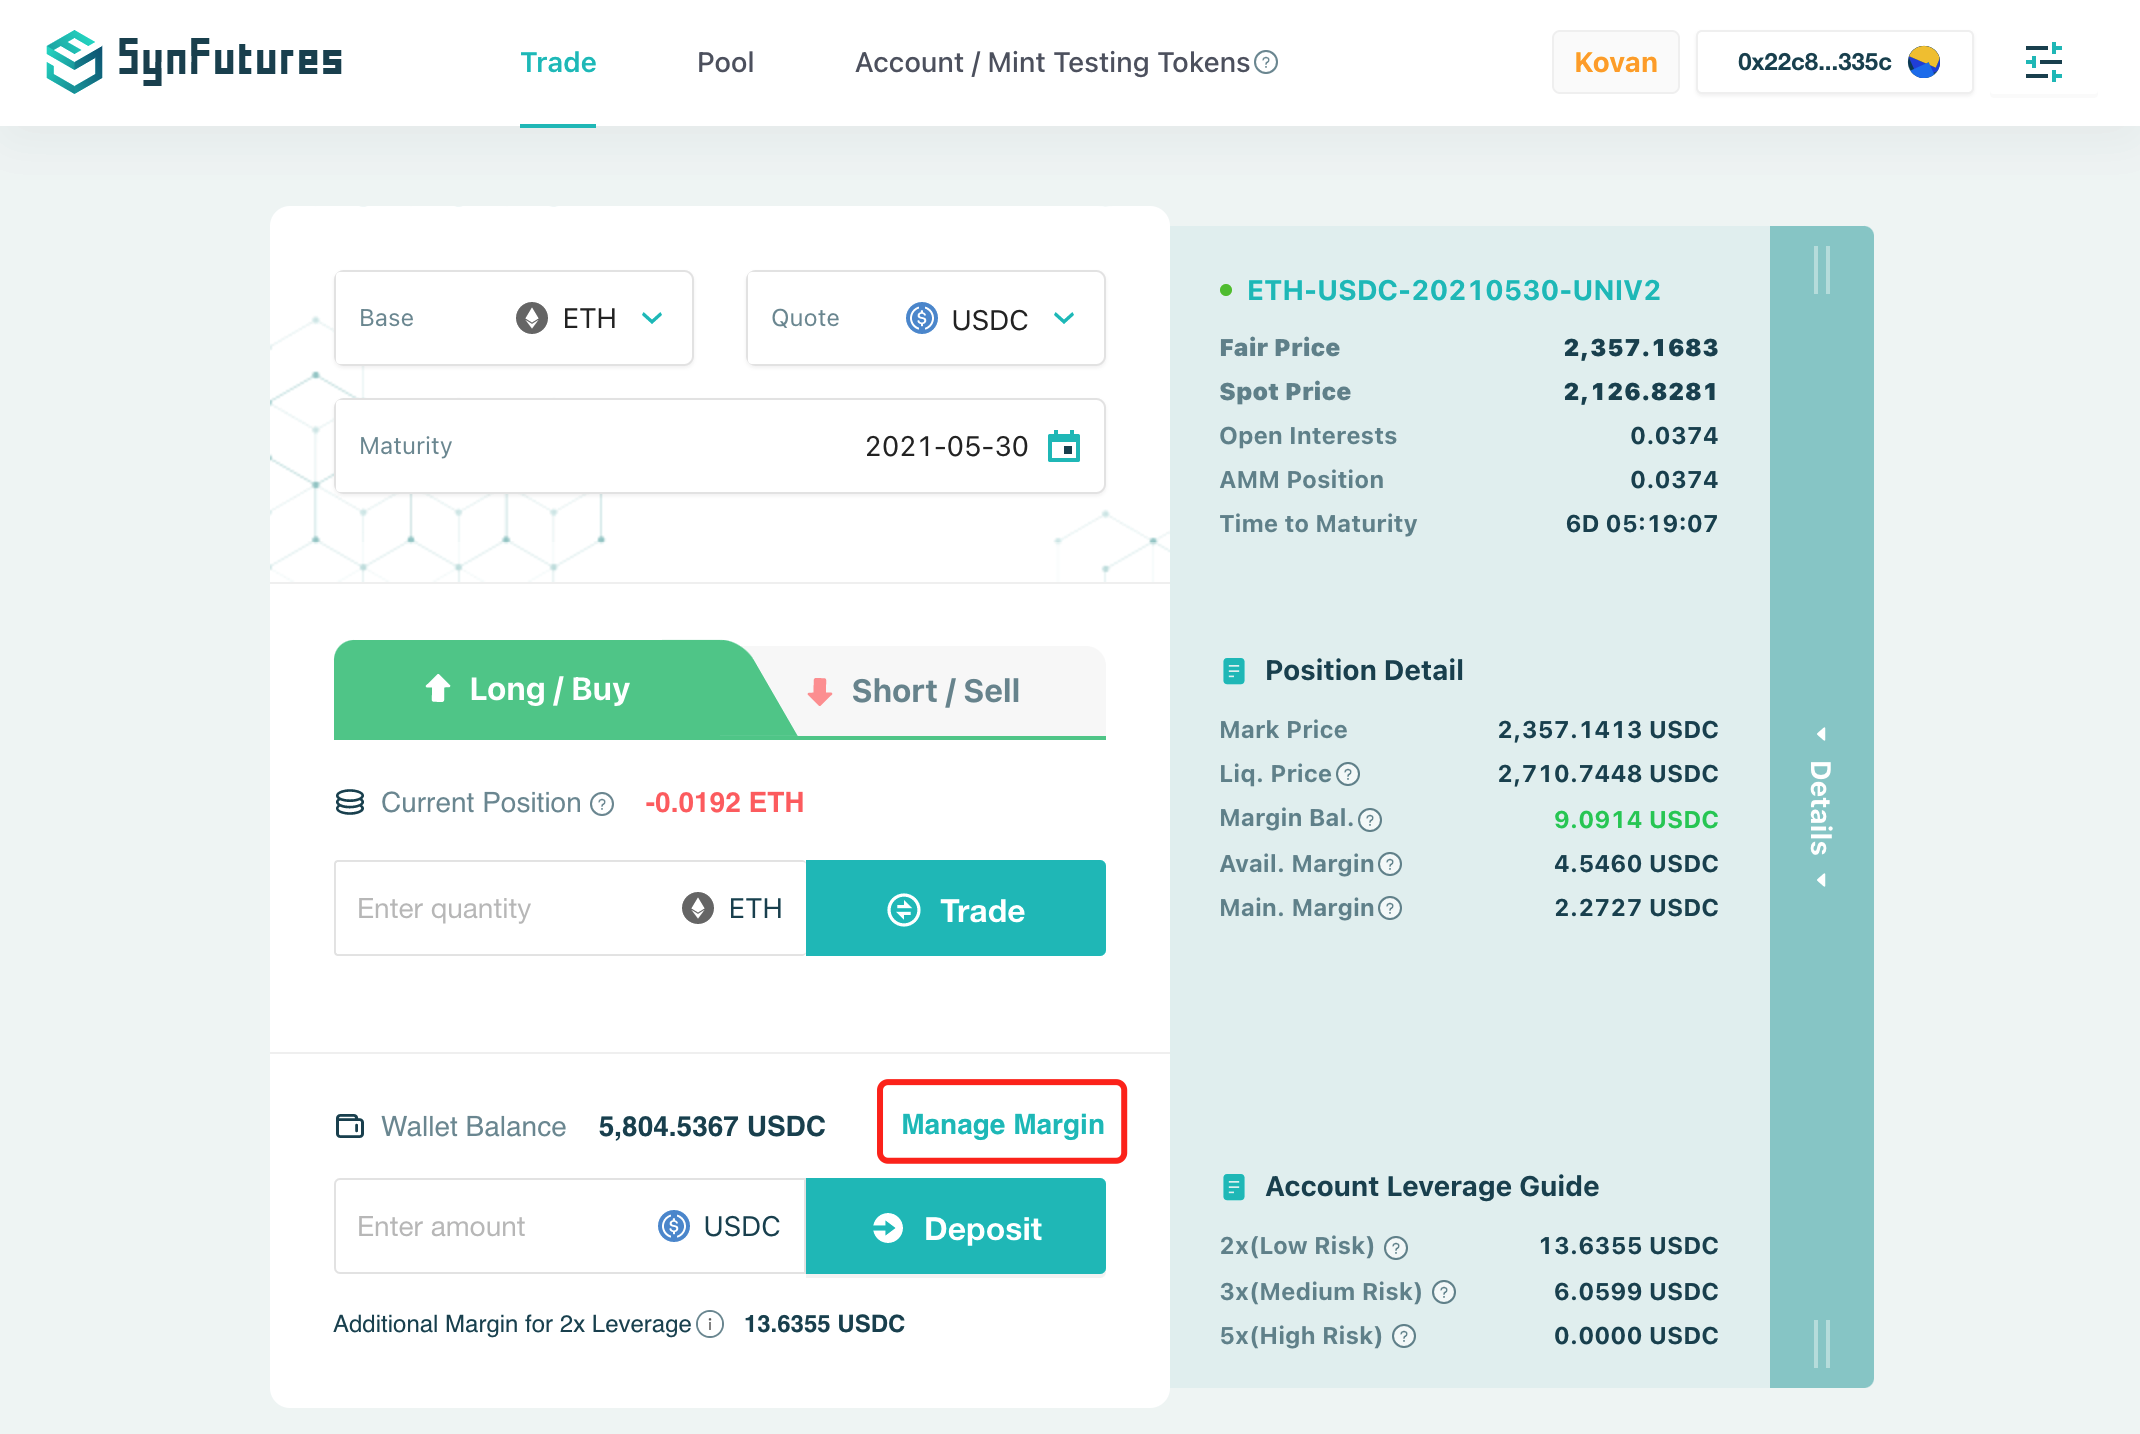 SynFutures
Trade
Pool
Account / Mint Testing Tokens
Kovan
0x22c8...335c
Base
ETH
Quote
USDC
Maturity
2021-05-30
Long / Buy
Short / Sell
Current Position
-0.0192 ETH
Enter quantity
ETH
Trade
Wallet Balance
5,804.5367 USDC
Manage Margin
Enter amount
USDC
Deposit
Additional Margin for 2x Leverage
13.6355 USDC
ETH-USDC-20210530-UNIV2
Fair Price
2,357.1683
Spot Price
2,126.8281
Open Interests
0.0374
AMM Position
0.0374
Time to Maturity
6D 05:19:07
Position Detail
Mark Price
2,357.1413 USDC
Liq. Price
2,710.7448 USDC
Margin Bal.
9.0914 USDC
Avail. Margin
4.5460 USDC
Main. Margin
2.2727 USDC
Account Leverage Guide
2x(Low Risk)
13.6355 USDC
3x(Medium Risk)
6.0599 USDC
5x(High Risk)
0.0000 USDC
Details